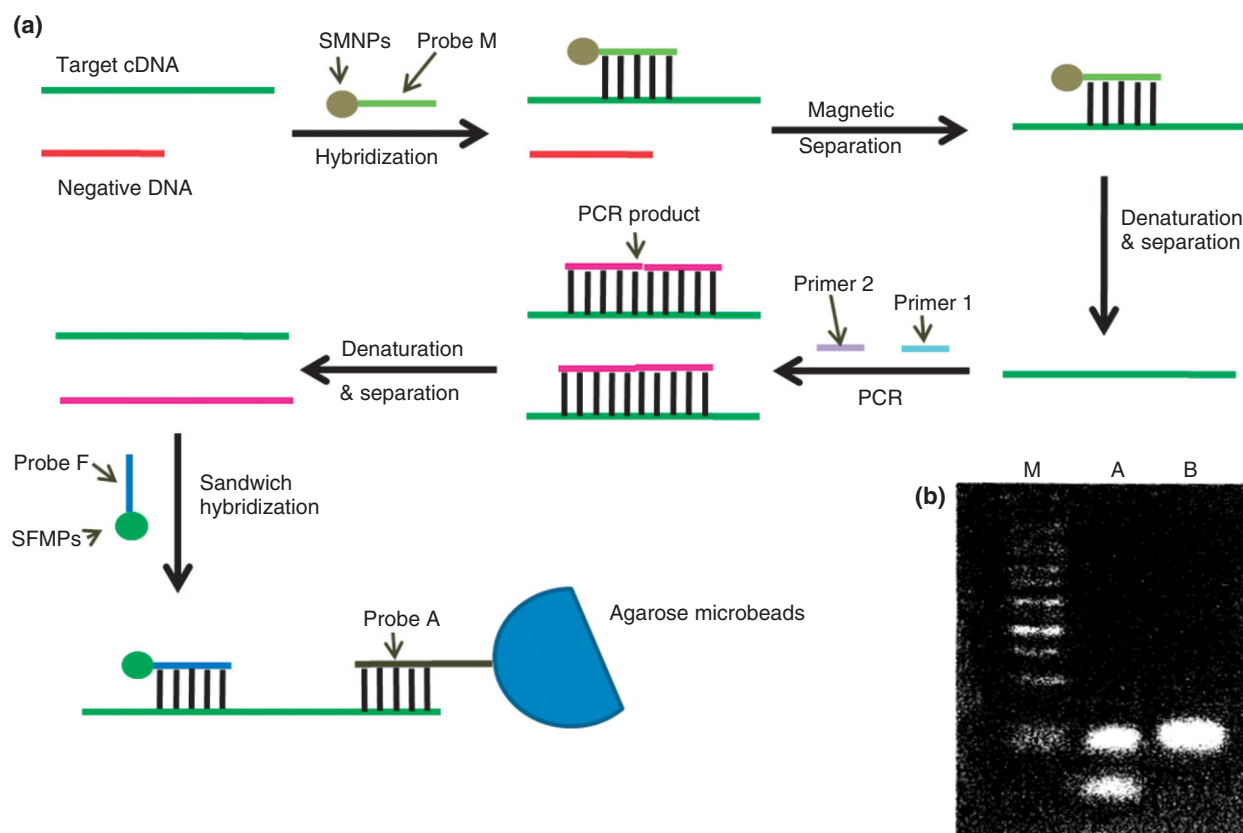 (a)
Target cDNA
SMNPs
Probe M
Hybridization
Negative DNA
Magnetic
Separation
Denaturation
& separation
PCR product
Primer 2
Primer 1
PCR
Denaturation
& separation
Probe F
SFMPs
Sandwich
hybridization
Probe A
Agarose microbeads
(b)
M
A
B